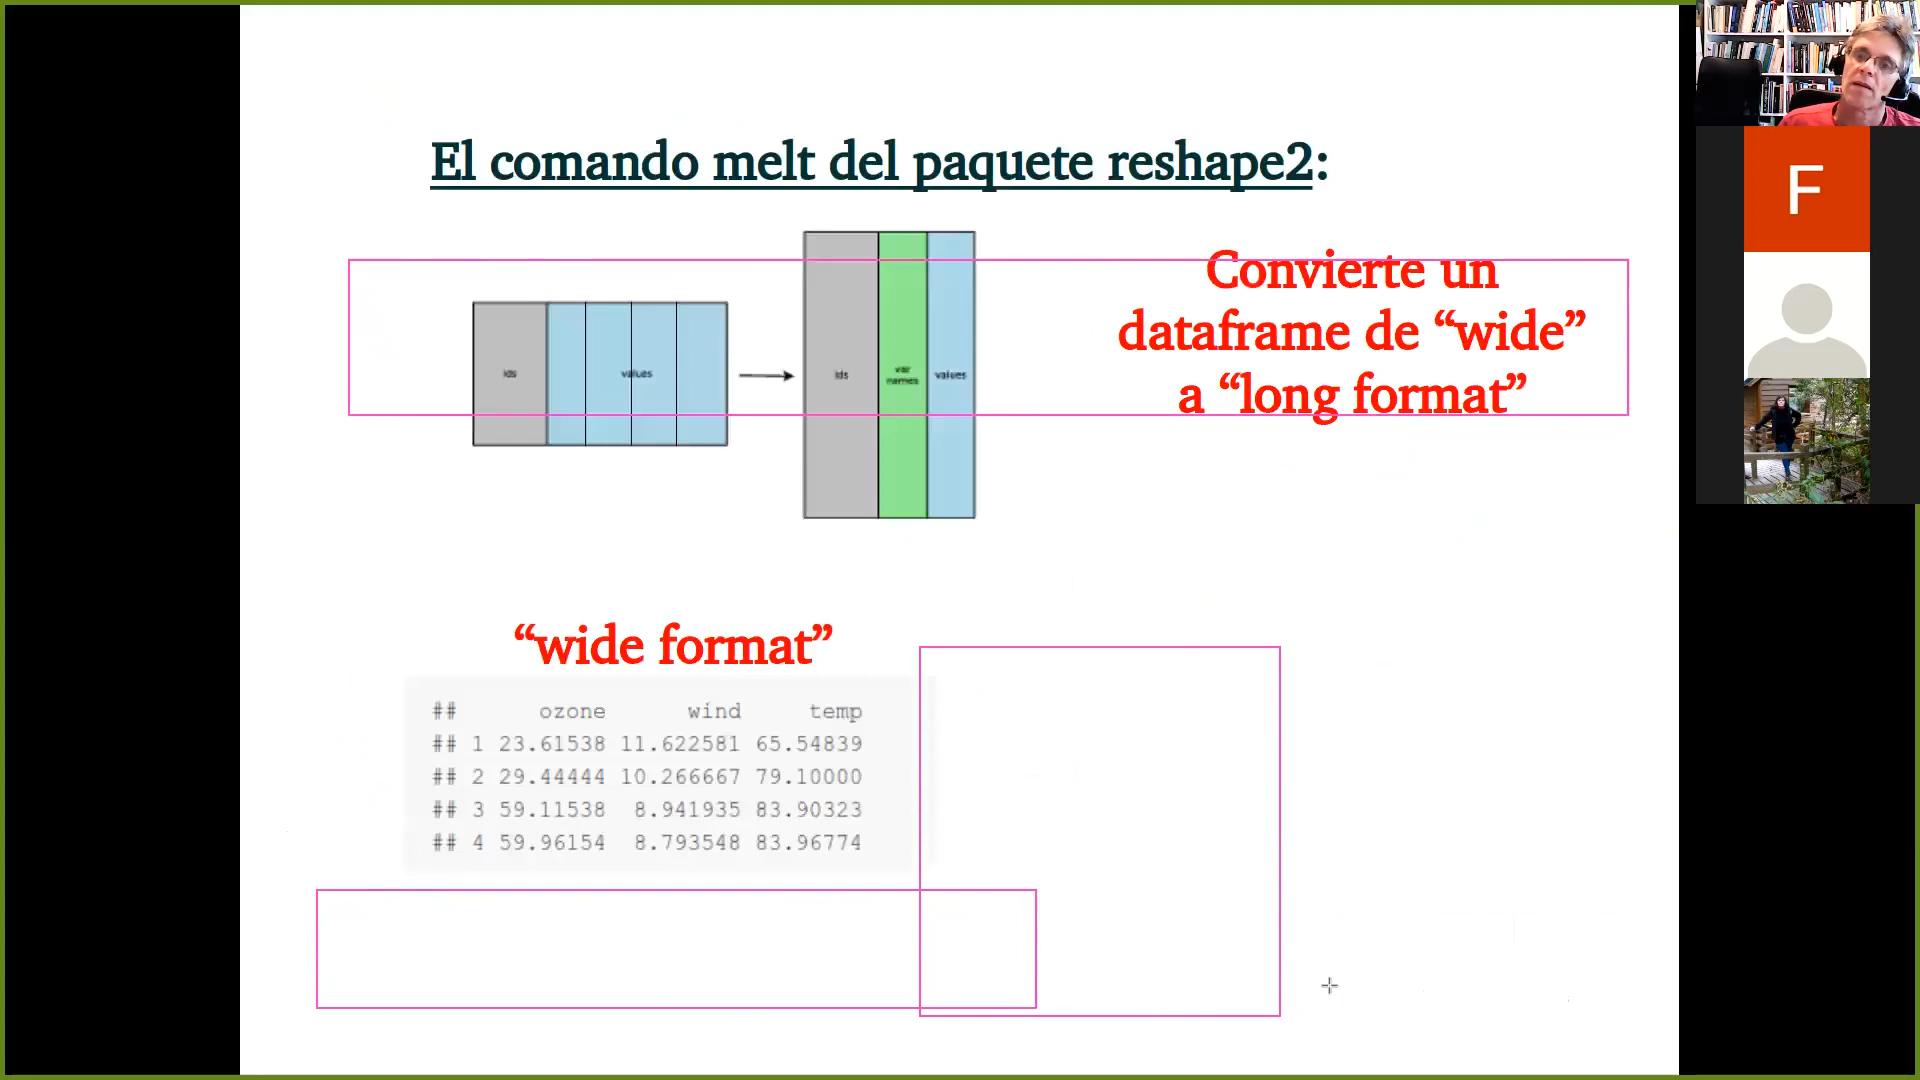 El comando melt del paquete reshape2:
Convierte un
dataframe de “wide”
a “long format”
ids
values
ids
var
names
values
“wide format”
## ozone wind temp
## 1 23.61538 11.622581 65.54839
## 2 29.44444 10.266667 79.10000
## 3 59.11538 8.941935 83.90323
## 4 59.96154 8.793548 83.96774
F